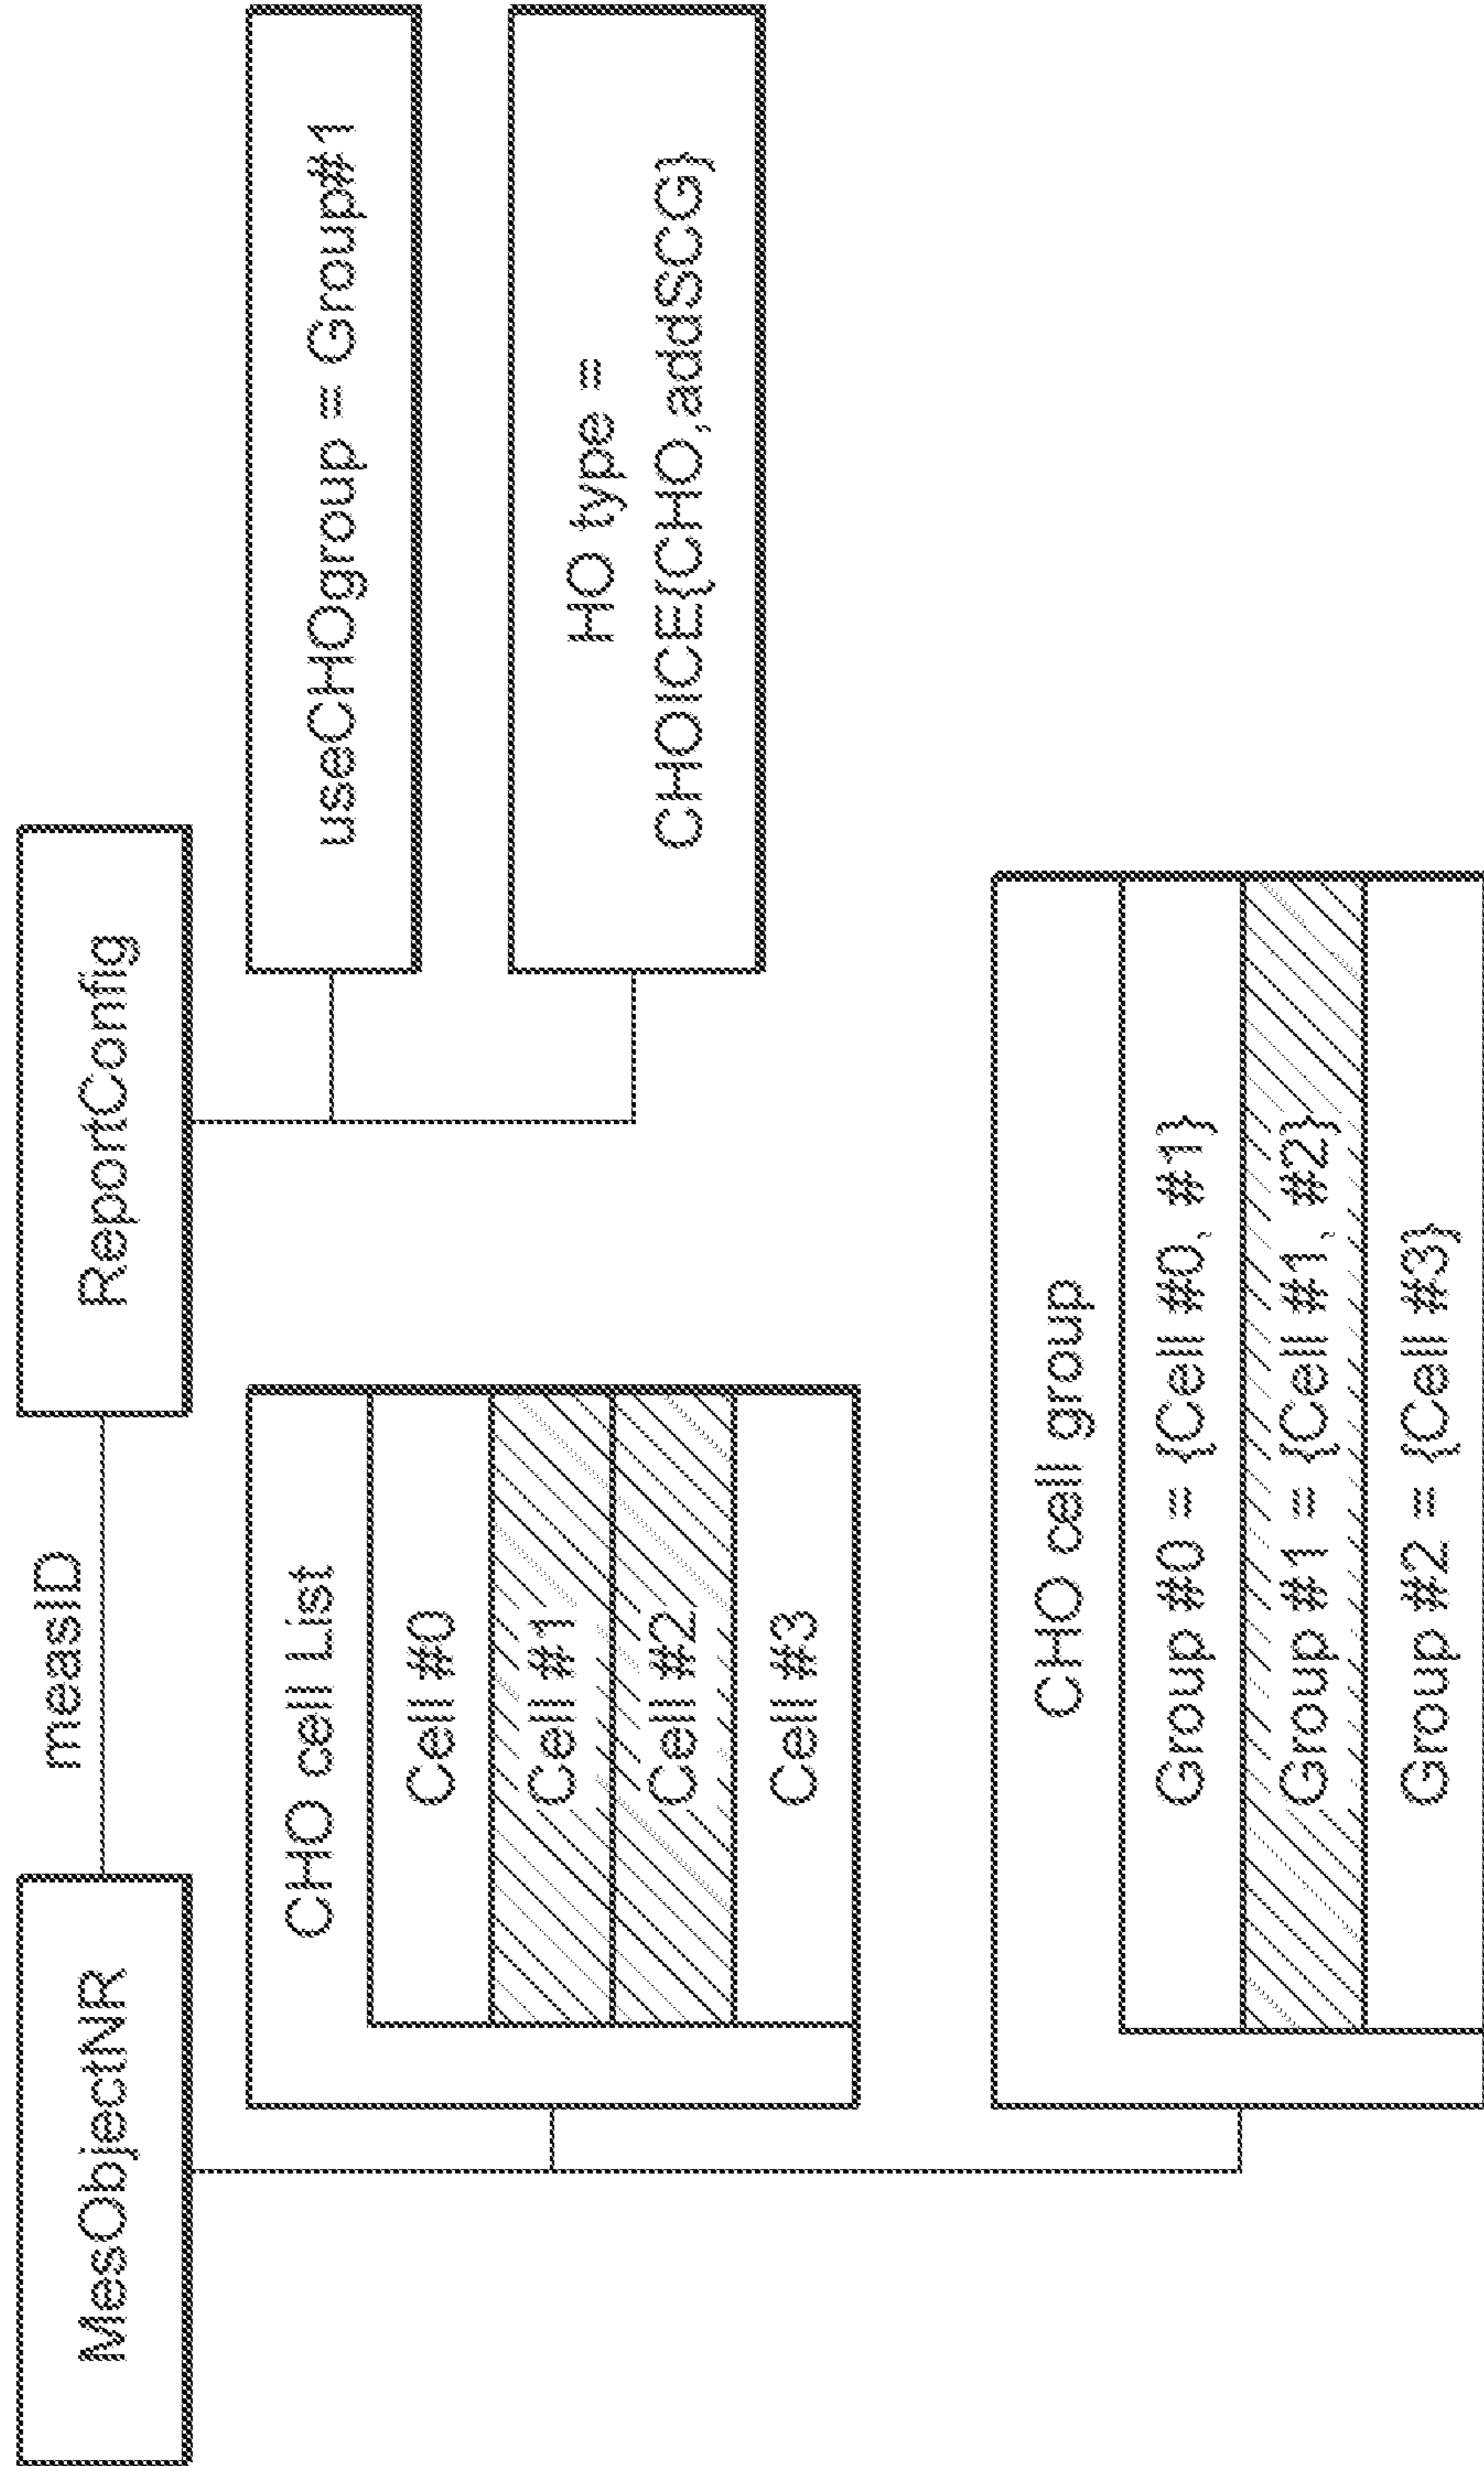 MesObjectNR
measID
ReportConfig
CHO cell List
Cell #0
Cell #1
Cell #2
Cell #3
useCHOgroup = Group#1
HO type =
CHOICE{CHO,addSCG}
CHO cell group
Group #0 = {Cell #0, #1}
Group #1 = {Cell #1, #2}
Group #2 = {Cell #3}